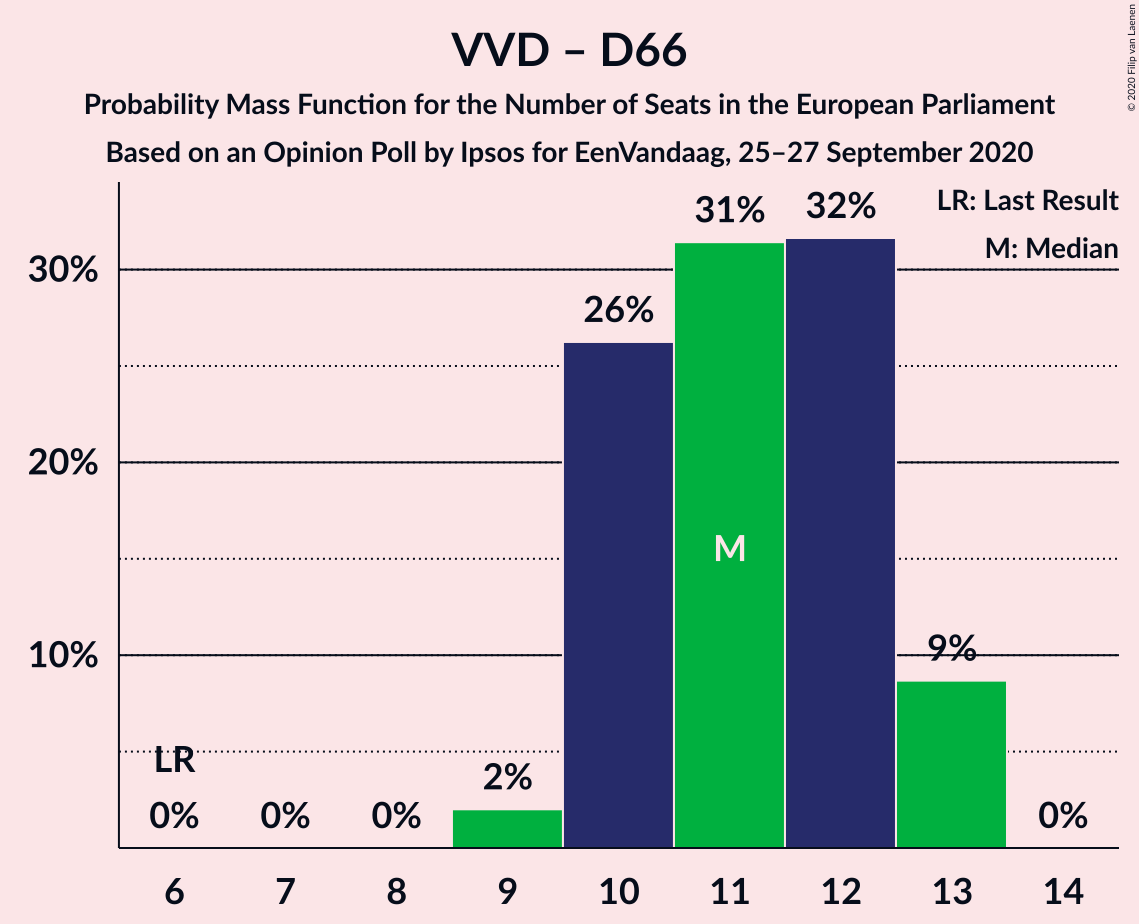 VVD – D66
Probability Mass Function for the Number of Seats in the European Parliament
Based on an Opinion Poll by Ipsos for EenVandaag, 25–27 September 2020
© 2020 Filip van Laenen
LR: Last Result
M: Median
31%
32%
30%
26%
20%
M
10%
9%
LR
2%
0%
0%
0%
0%
6
7
8
9
10
11
12
13
14